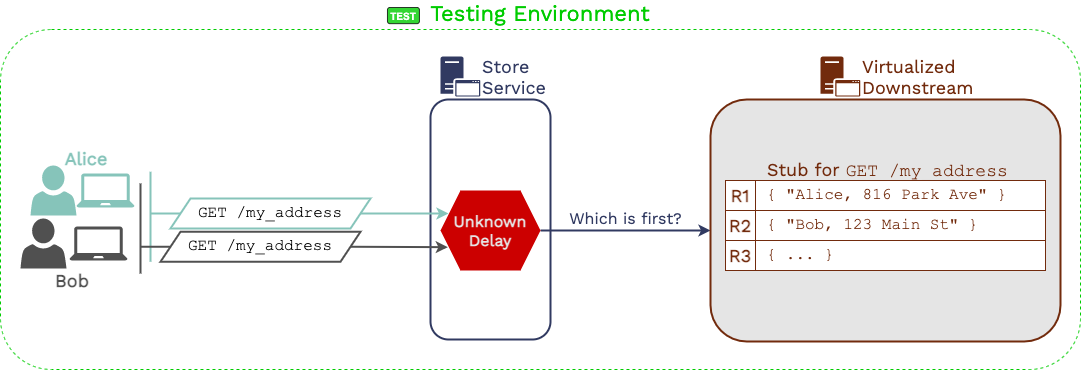 TEST Testing Environment
Store
Service
Virtualized
Downstream
Alice
GET /my_address
GET /my_address
Bob
Unknown
Delay
Which is first?
Stub for GET /my address
R1 { "Alice, 816 Park Ave" }
R2 { "Bob, 123 Main St" }
R3 { ... }